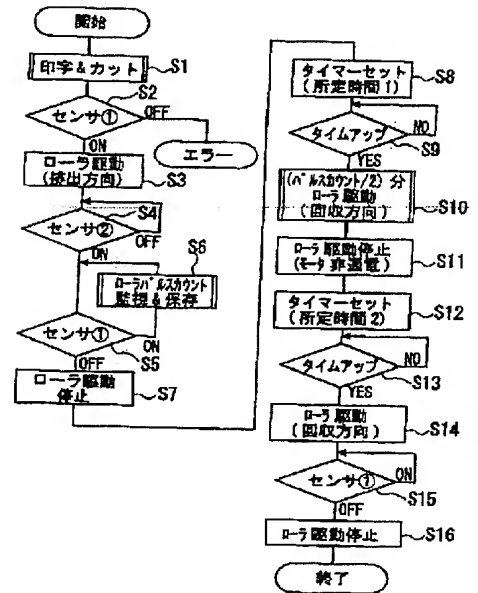 開始
印字&カット
S1
S2
センサ①
OFF
ON
エラー
ローラ駆動
(排出方向)
S3
S4
センサ②
OFF
ON
S6
ローラパルスカウント
監視&保存
センサ①
ON
S5
OFF
S7
ローラ駆動
停止
タイマーセット
(所定時間1)
S8
タイムアップ
NO
S9
YES
(パルスカウント/2)分
ローラ駆動
(回収方向)
S10
ローラ駆動停止
(モータ非通電)
S11
タイマーセット
(所定時間2)
S12
タイムアップ
NO
S13
YES
ローラ駆動
(回収方向)
S14
センサ①
ON
S15
OFF
ローラ駆動停止
S16
終了